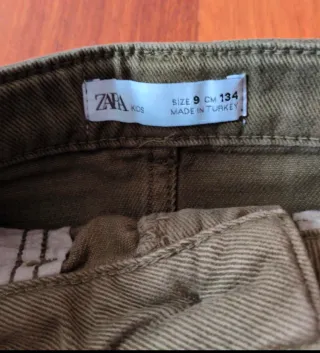 ZARA KIDS
SIZE 9 CM 134
MADE IN TURKEY